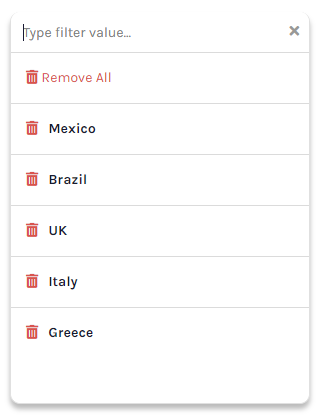 Type filter value...
Remove All
Mexico
Brazil
UK
Italy
Greece